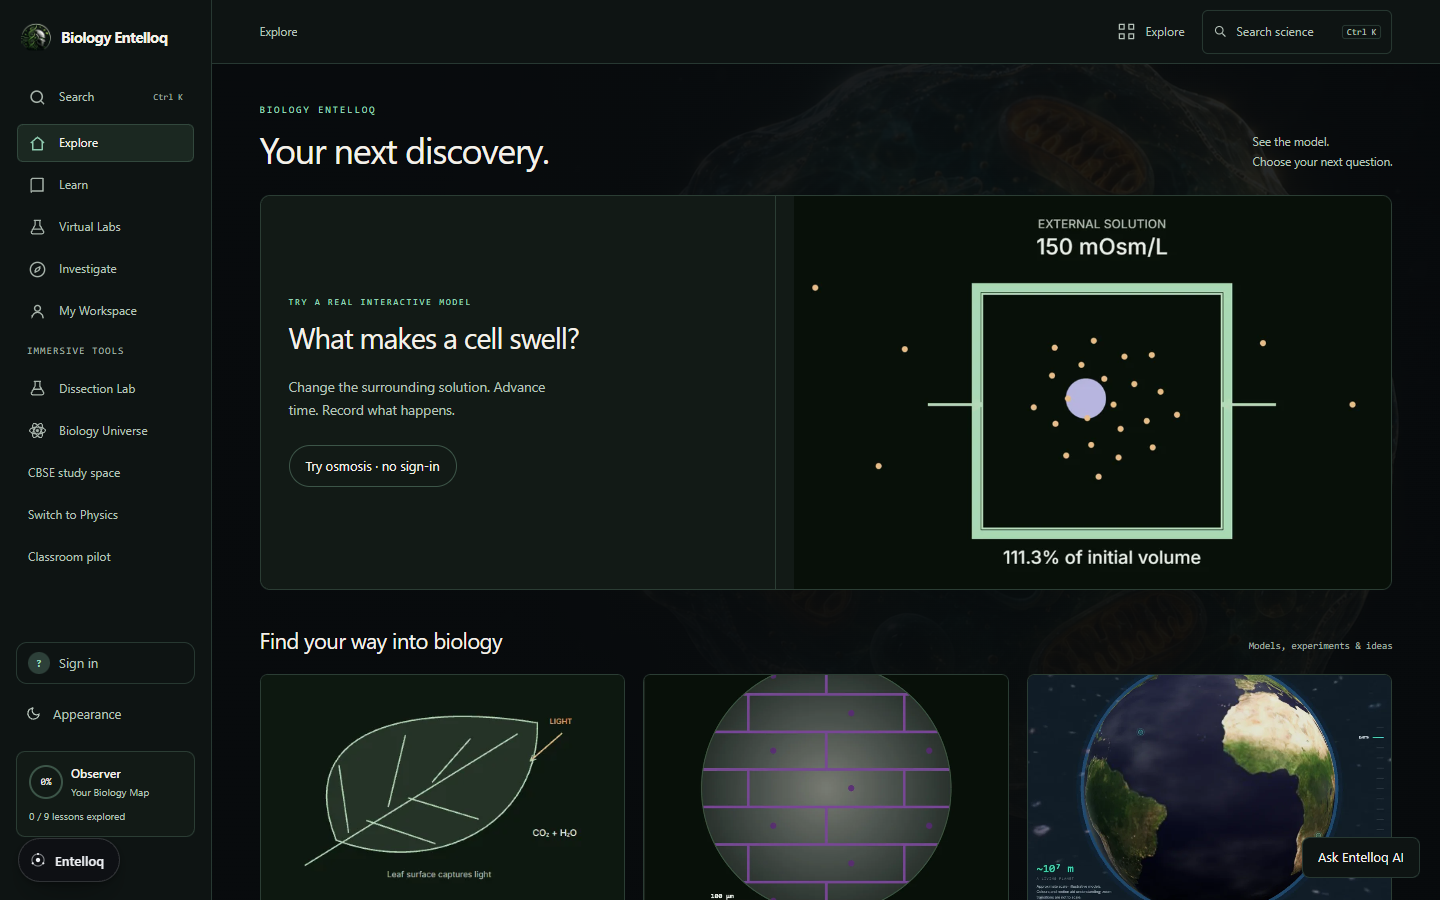 Biology Entelloq
Search Ctrl K
Explore
Learn
Virtual Labs
Investigate
My Workspace
IMMERSIVE TOOLS
Dissection Lab
Biology Universe
CBSE study space
Switch to Physics
Classroom pilot
? Sign in
Appearance
0% Observer
Your Biology Map
0 / 9 lessons explored
Entelloq
Explore
Explore
Search science Ctrl K
BIOLOGY ENTELLOQ
Your next discovery.
See the model.
Choose your next question.
TRY A REAL INTERACTIVE MODEL
What makes a cell swell?
Change the surrounding solution. Advance
time. Record what happens.
Try osmosis · no sign-in
EXTERNAL SOLUTION
150 mOsm/L
111.3% of initial volume
Find your way into biology
Models, experiments & ideas
LIGHT
CO₂ + H₂O
Leaf surface captures light
100 µm
~10⁷ m
Ask Entelloq AI